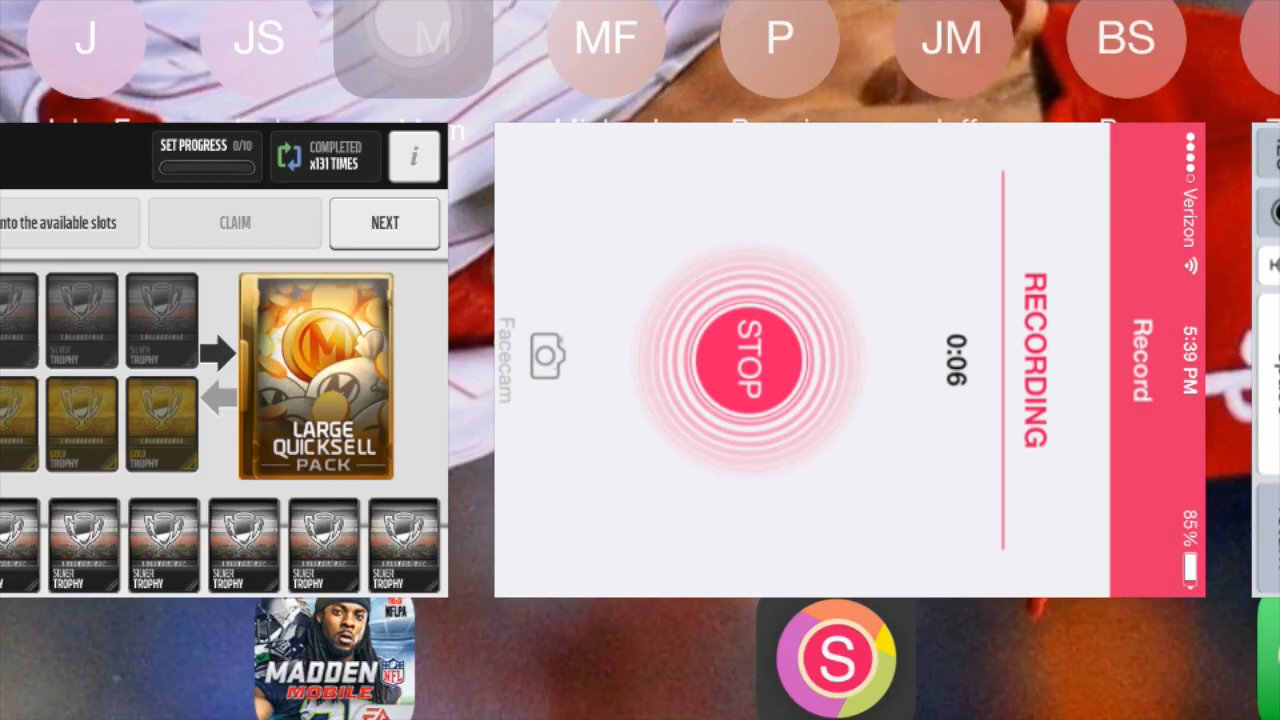 J
JS
M
MF
P
JM
BS
SET PROGRESS 0/10
COMPLETED
x131 TIMES
i
nto the available slots
CLAIM
NEXT
SILVER
TROPHY
SILVER
TROPHY
GOLD
TROPHY
GOLD
TROPHY
LARGE
QUICKSELL
PACK
SILVER
TROPHY
SILVER
TROPHY
SILVER
TROPHY
SILVER
TROPHY
SILVER
TROPHY
Verizon
5:39 PM
85%
Record
RECORDING
0:06
STOP
Facecam
NFLPA
MADDEN
NFL
MOBILE
EA
S